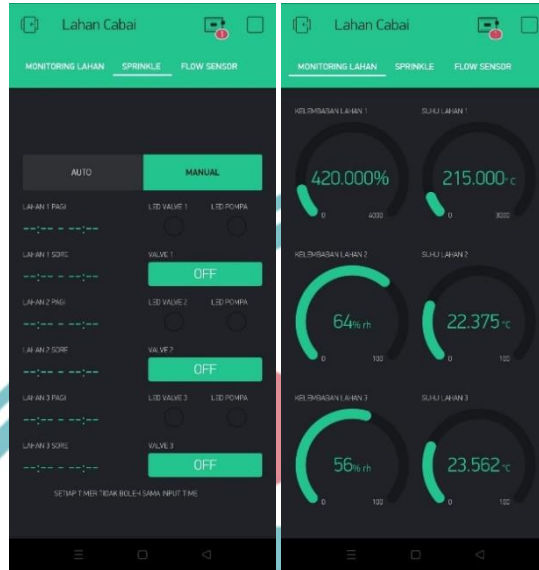 Lahan Cabai
MONITORING LAHAN SPRINKLE FLOW SENSOR
AUTO MANUAL
LAHAN 1 PAGI LED VALVE 1 LED POMPA
--:-- - --:--
LAHAN 1 SORE VALVE 1
--:-- - --:-- OFF
LAHAN 2 PAGI LED VALVE 2 LED POMPA
--:-- - --:--
LAHAN 2 SORE VALVE 2
--:-- - --:-- OFF
LAHAN 3 PAGI LED VALVE 3 LED POMPA
--:-- - --:--
LAHAN 3 SORE VALVE 3
--:-- - --:-- OFF
SETIAP TIMER TIDAK BOLEH SAMA INPUT TIME
Lahan Cabai
MONITORING LAHAN SPRINKLE FLOW SENSOR
KELEMBABAN LAHAN 1 SUHU LAHAN 1
420.000% 215.000°C
0 4000 0 3000
KELEMBABAN LAHAN 2 SUHU LAHAN 2
64% rh 22.375°C
0 100 0 100
KELEMBABAN LAHAN 3 SUHU LAHAN 3
56% rh 23.562°C
0 100 0 100